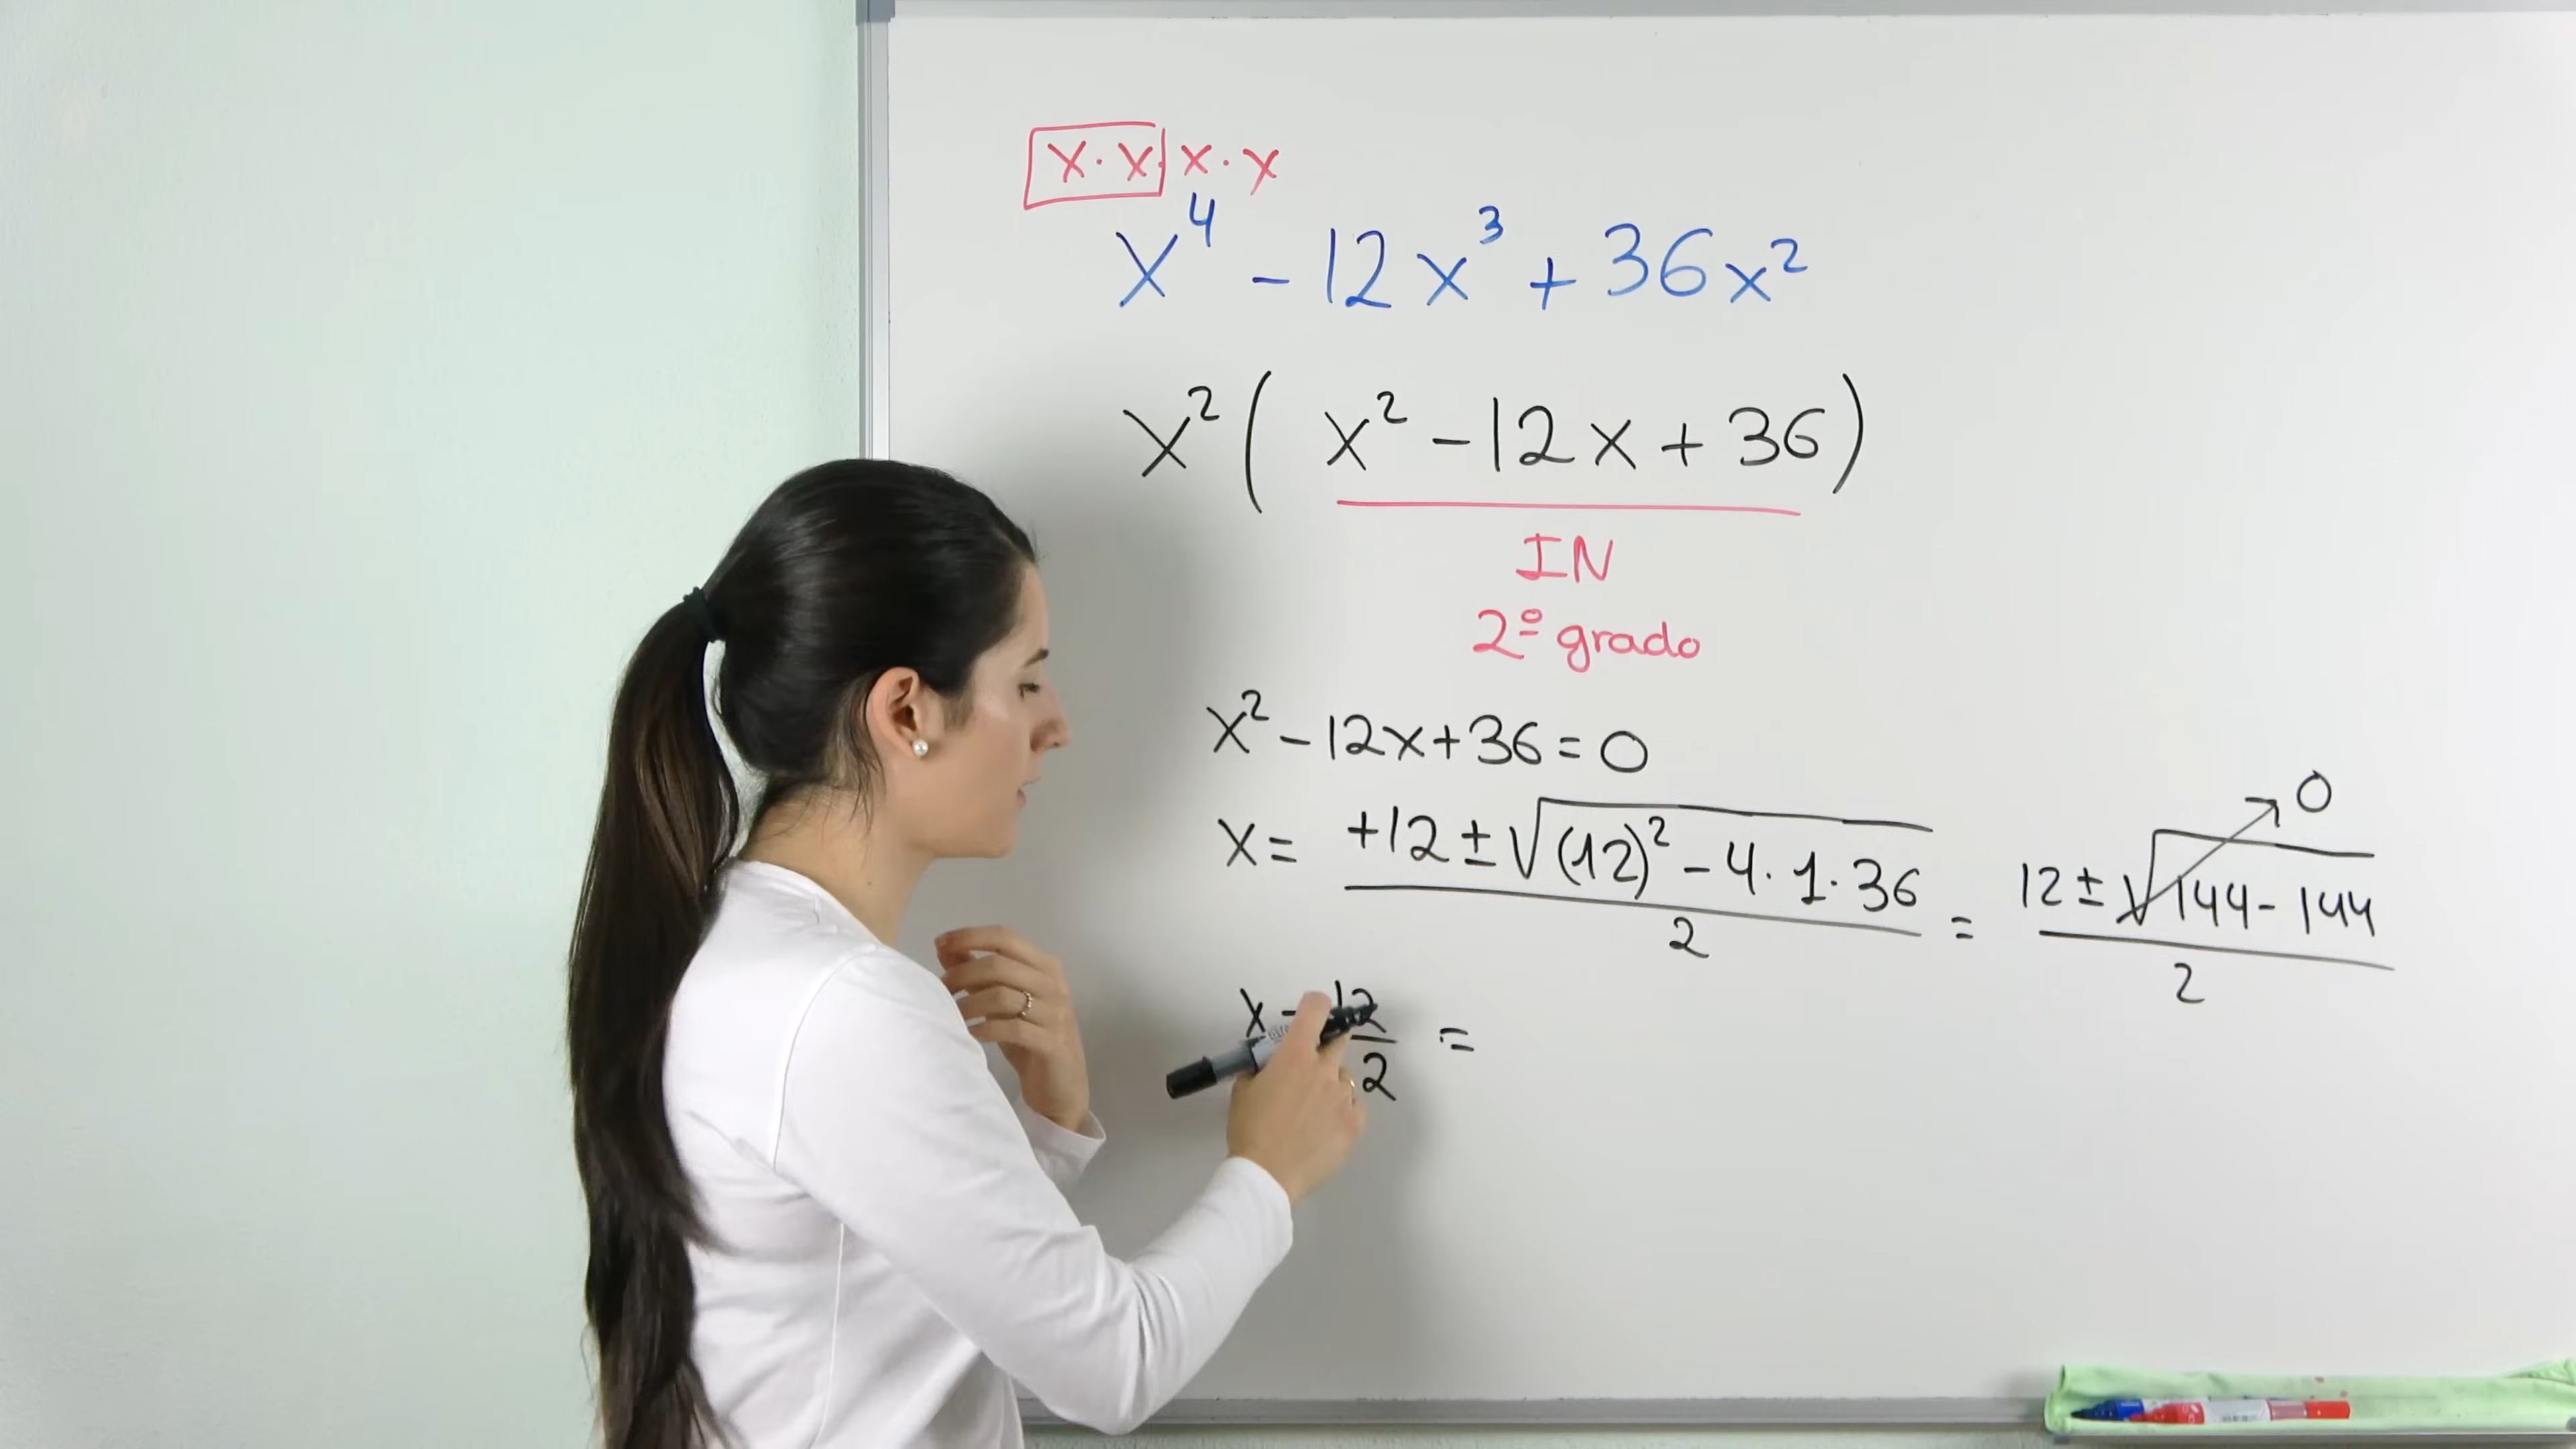 x · x · x · x
x⁴ - 12x³ + 36x²
x² ( x² - 12x + 36 )
IN
2º grado
x² - 12x + 36 = 0
x = (+12 ± √((12)² - 4 · 1 · 36)) / 2 = (12 ± √(144 - 144)) / 2 → 0
x = 12 / 2 =